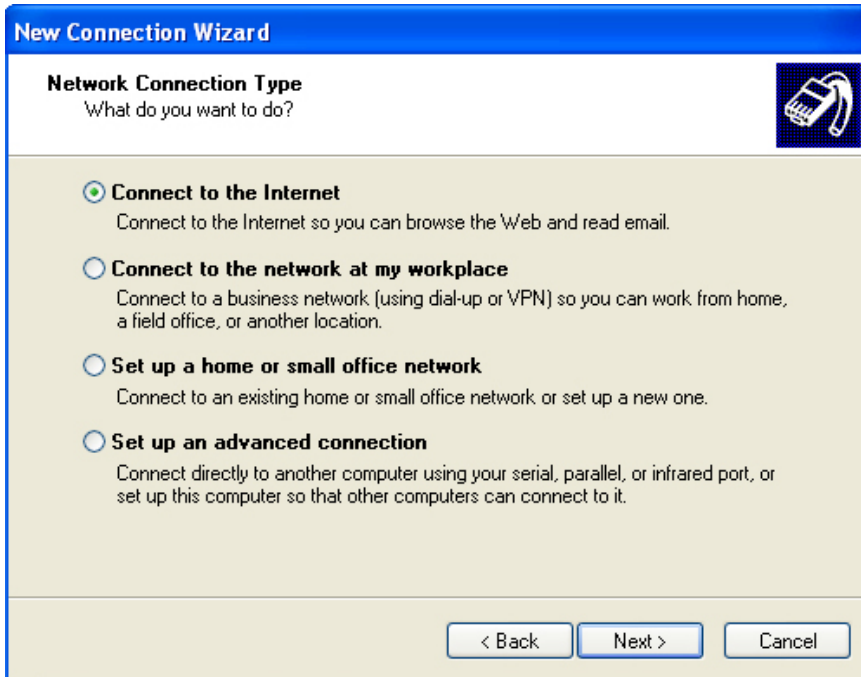 New Connection Wizard
Network Connection Type
What do you want to do?
Connect to the Internet
Connect to the Internet so you can browse the Web and read email.
Connect to the network at my workplace
Connect to a business network (using dial-up or VPN) so you can work from home,
a field office, or another location.
Set up a home or small office network
Connect to an existing home or small office network or set up a new one.
Set up an advanced connection
Connect directly to another computer using your serial, parallel, or infrared port, or
set up this computer so that other computers can connect to it.
< Back Next > Cancel